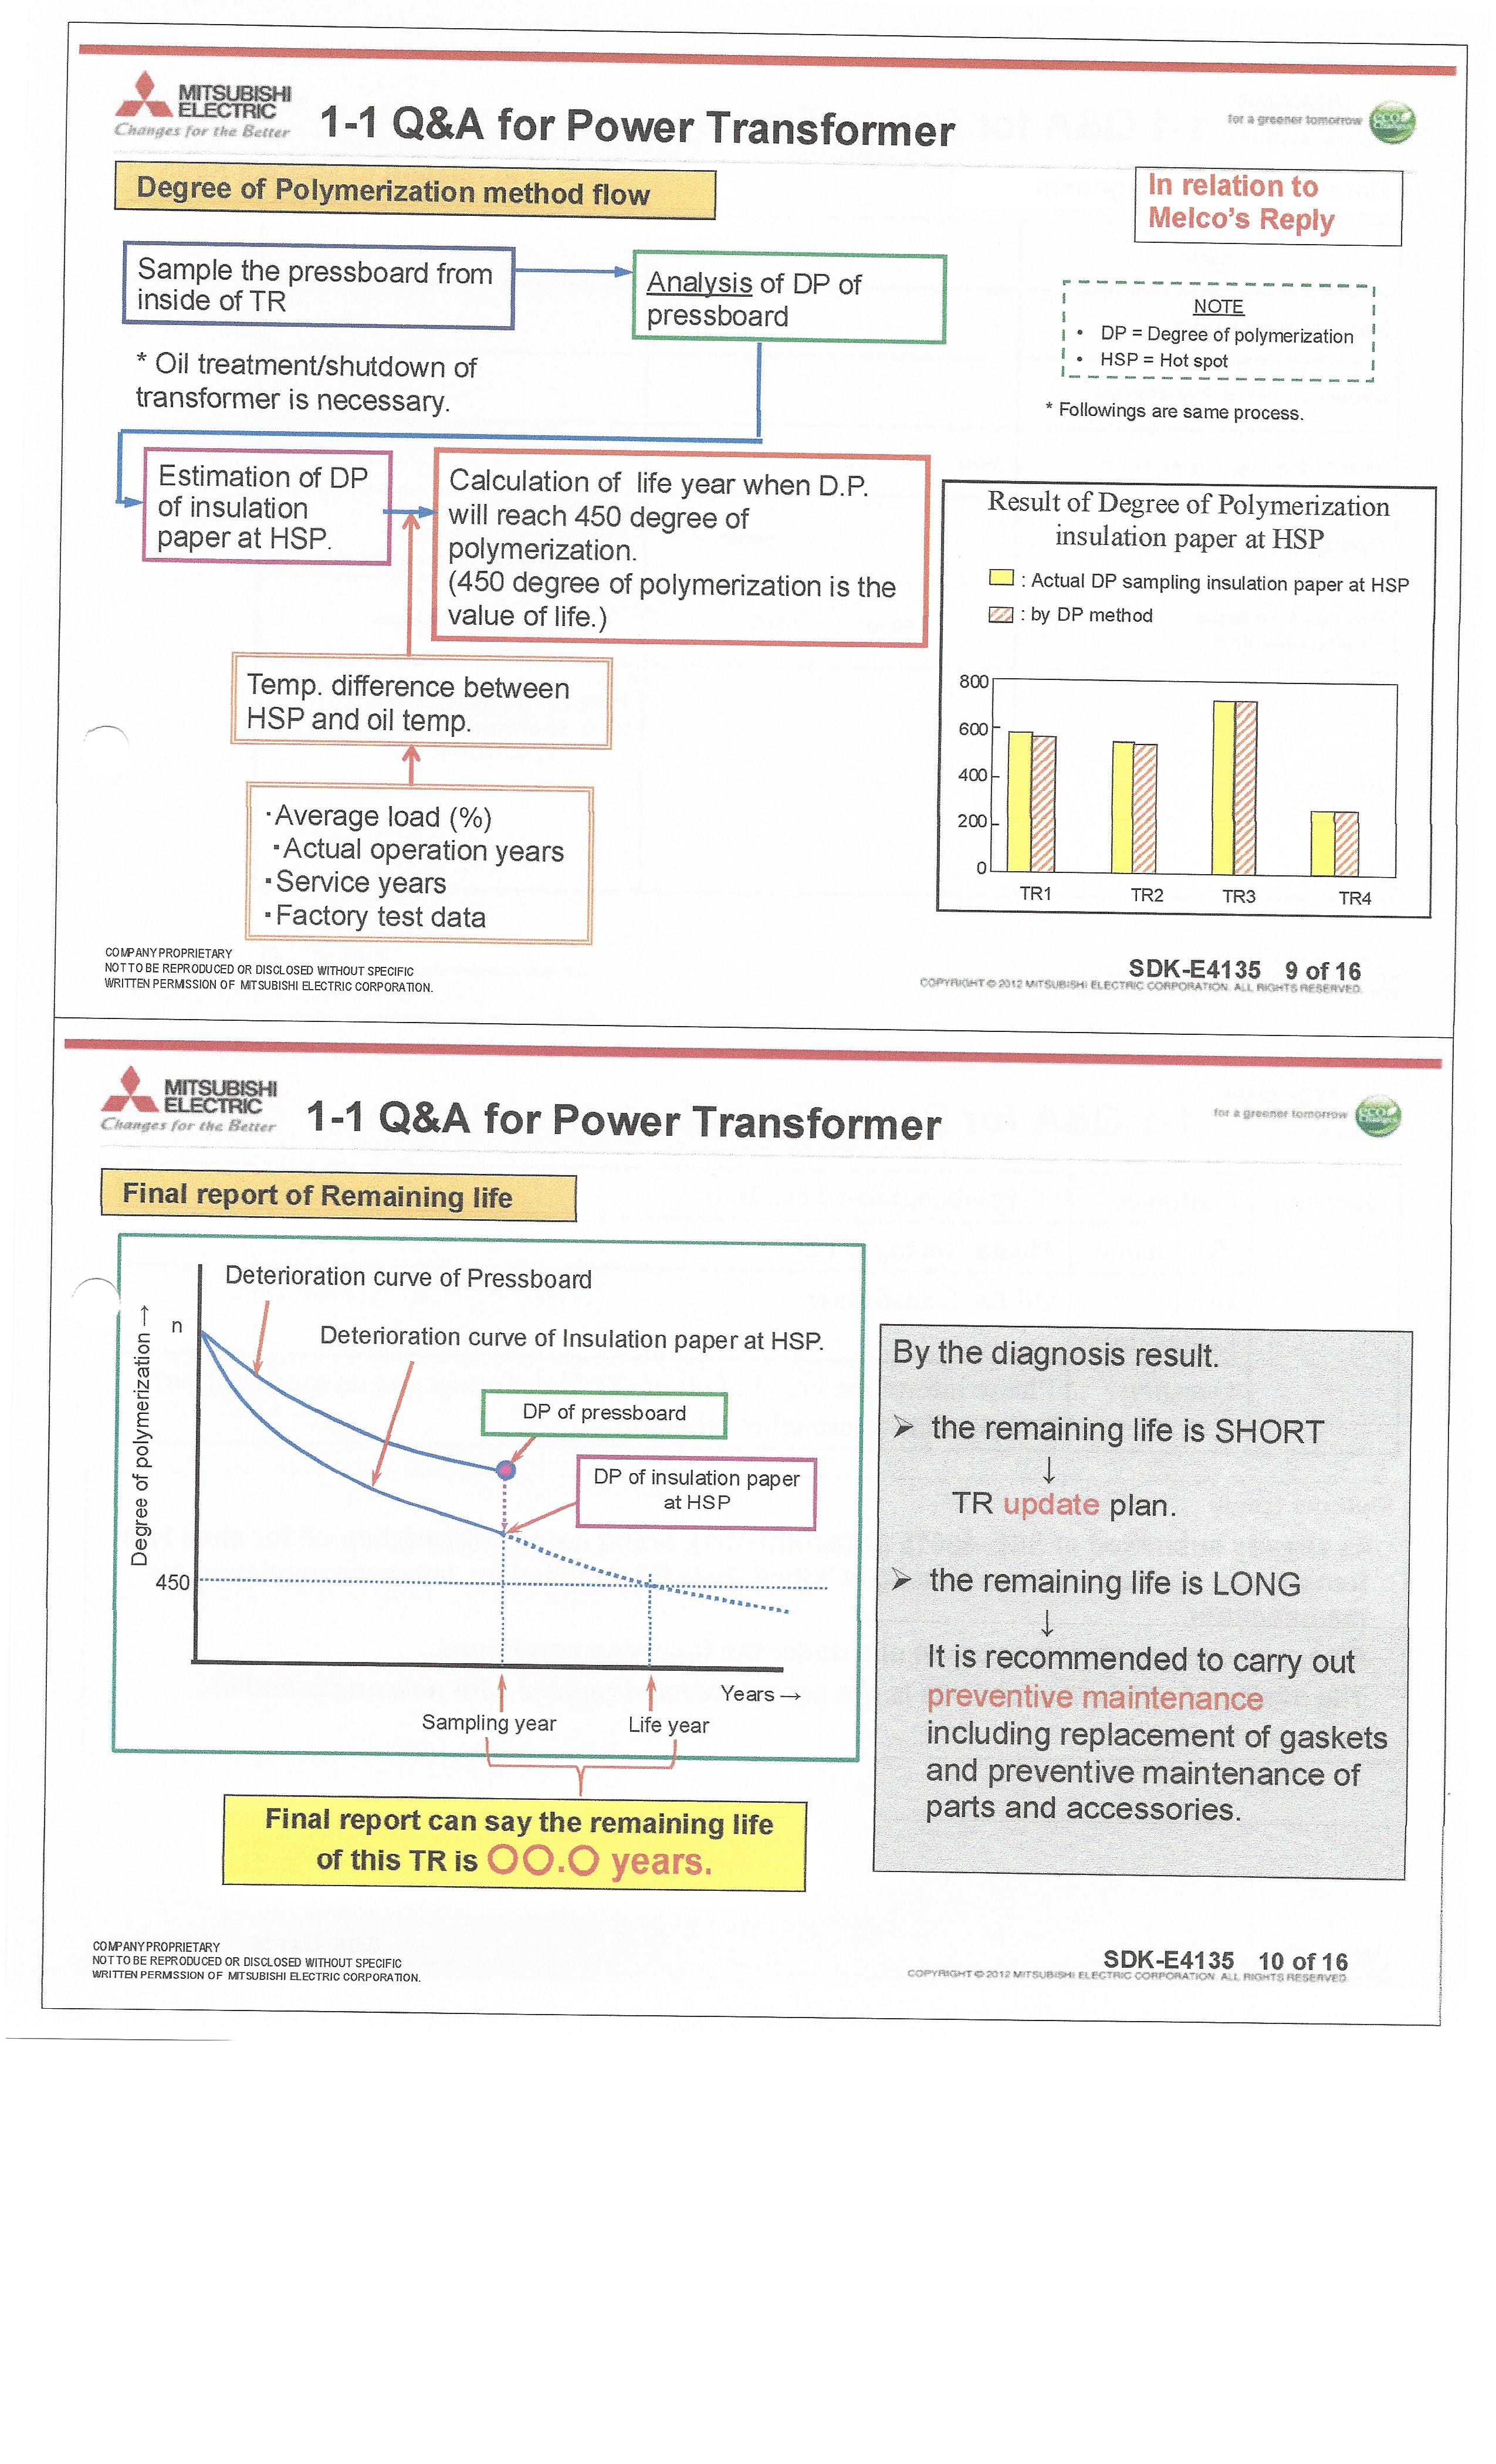 MITSUBISHI
ELECTRIC
Changes for the Better
1-1 Q&A for Power Transformer
for a greener tomorrow
eco
Changes
Degree of Polymerization method flow
In relation to
Melco's Reply
Sample the pressboard from
inside of TR
Analysis of DP of
pressboard
NOTE
• DP = Degree of polymerization
• HSP = Hot spot
* Oil treatment/shutdown of
transformer is necessary.
* Followings are same process.
Estimation of DP
of insulation
paper at HSP.
Calculation of life year when D.P.
will reach 450 degree of
polymerization.
(450 degree of polymerization is the
value of life.)
Temp. difference between
HSP and oil temp.
・Average load (%)
・Actual operation years
・Service years
・Factory test data
Result of Degree of Polymerization
insulation paper at HSP
: Actual DP sampling insulation paper at HSP
: by DP method
800
600
400
200
0
TR1 TR2 TR3 TR4
COMPANY PROPRIETARY
NOT TO BE REPRODUCED OR DISCLOSED WITHOUT SPECIFIC
WRITTEN PERMISSION OF MITSUBISHI ELECTRIC CORPORATION.
SDK-E4135 9 of 16
COPYRIGHT © 2012 MITSUBISHI ELECTRIC CORPORATION. ALL RIGHTS RESERVED.
MITSUBISHI
ELECTRIC
Changes for the Better
1-1 Q&A for Power Transformer
for a greener tomorrow
eco
Changes
Final report of Remaining life
Deterioration curve of Pressboard
Deterioration curve of Insulation paper at HSP.
Degree of polymerization →
n
DP of pressboard
DP of insulation paper
at HSP
450
Years →
Sampling year
Life year
Final report can say the remaining life
of this TR is OO.O years.
By the diagnosis result.
➢ the remaining life is SHORT
↓
TR update plan.
➢ the remaining life is LONG
↓
It is recommended to carry out
preventive maintenance
including replacement of gaskets
and preventive maintenance of
parts and accessories.
COMPANY PROPRIETARY
NOT TO BE REPRODUCED OR DISCLOSED WITHOUT SPECIFIC
WRITTEN PERMISSION OF MITSUBISHI ELECTRIC CORPORATION.
SDK-E4135 10 of 16
COPYRIGHT © 2012 MITSUBISHI ELECTRIC CORPORATION. ALL RIGHTS RESERVED.